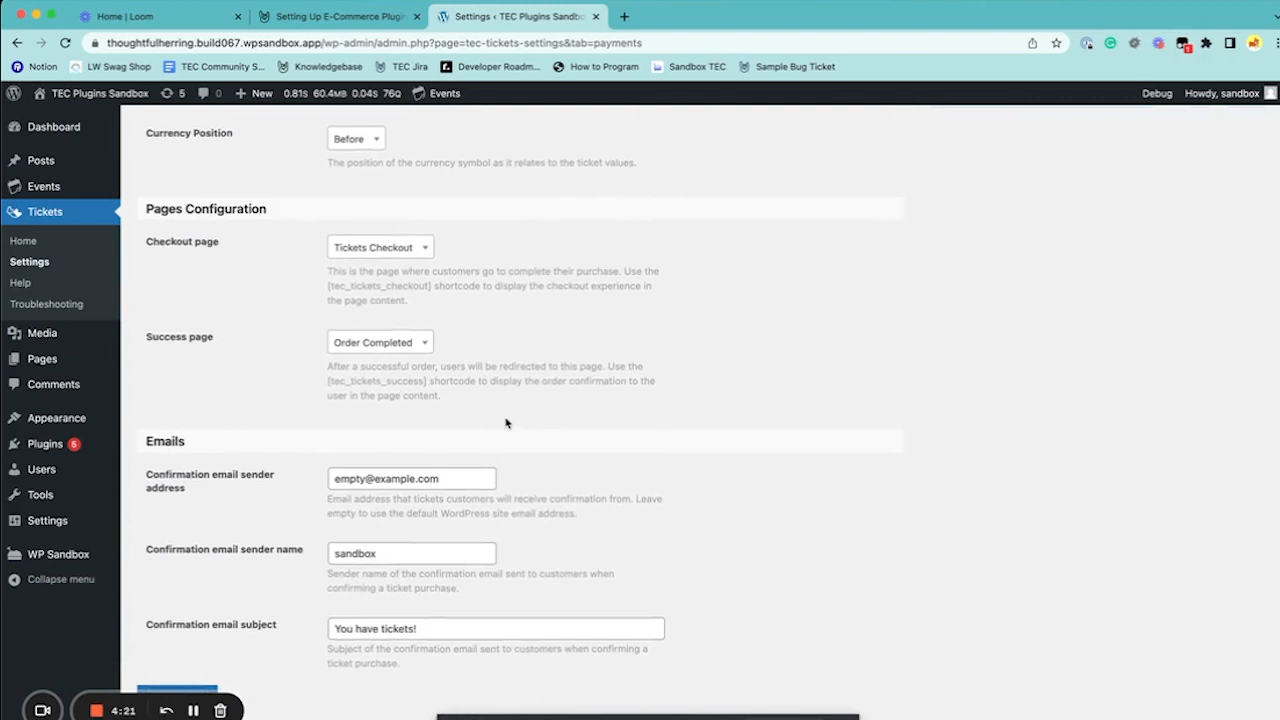 Home | Loom
Setting Up E-Commerce Plugin
Settings ‹ TEC Plugins Sandbo
thoughtfulherring.build067.wpsandbox.app/wp-admin/admin.php?page=tec-tickets-settings&tab=payments
Notion
LW Swag Shop
TEC Community S...
Knowledgebase
TEC Jira
Developer Roadm...
How to Program
Sandbox TEC
Sample Bug Ticket
TEC Plugins Sandbox 5 0 New 0.81s 60.4MB 0.04s 76Q Events Debug Howdy, sandbox
Dashboard
Posts
Events
Tickets
Home
Settings
Help
Troubleshooting
Media
Pages
Comments
Appearance
Plugins 5
Users
Tools
Settings
WP Sandbox
Collapse menu
Currency Position
Before
The position of the currency symbol as it relates to the ticket values.
Pages Configuration
Checkout page
Tickets Checkout
This is the page where customers go to complete their purchase. Use the
[tec_tickets_checkout] shortcode to display the checkout experience in
the page content.
Success page
Order Completed
After a successful order, users will be redirected to this page. Use the
[tec_tickets_success] shortcode to display the order confirmation to the
user in the page content.
Emails
Confirmation email sender
address
empty@example.com
Email address that tickets customers will receive confirmation from. Leave
empty to use the default WordPress site email address.
Confirmation email sender name
sandbox
Sender name of the confirmation email sent to customers when
confirming a ticket purchase.
Confirmation email subject
You have tickets!
Subject of the confirmation email sent to customers when confirming a
ticket purchase.
4:21